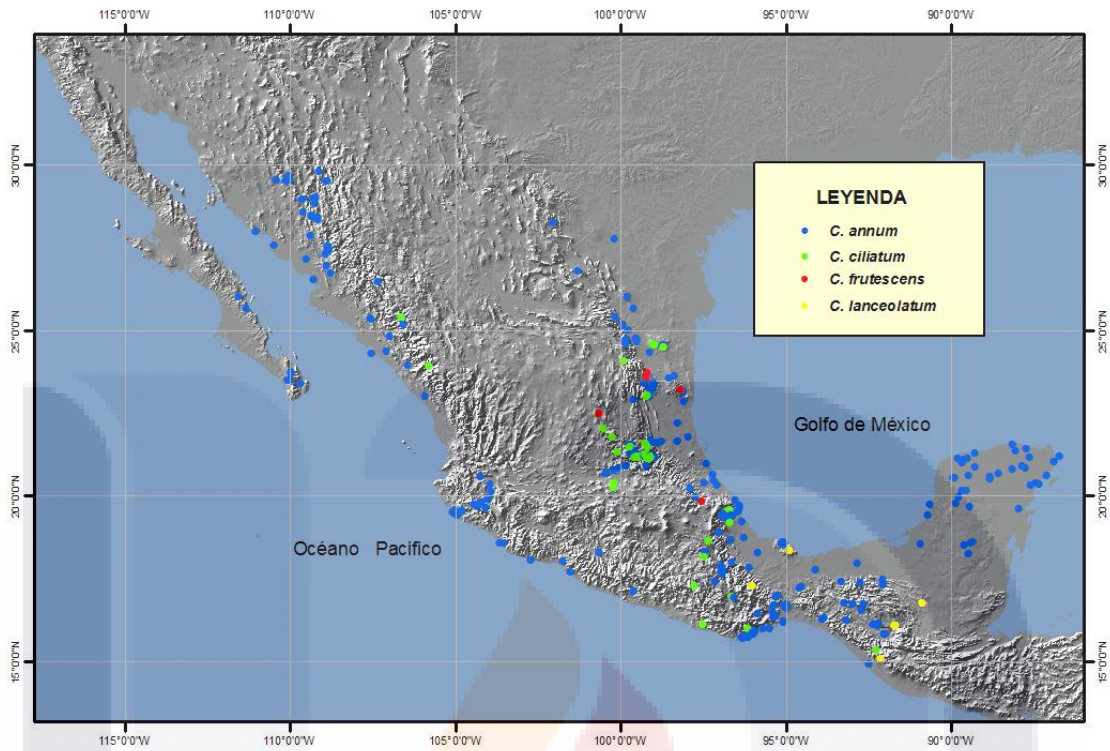 115°0'0"W 110°0'0"W 105°0'0"W 100°0'0"W 95°0'0"W 90°0'0"W
30°0'0"N 30°0'0"N
LEYENDA
C. annum
C. ciliatum
C. frutescens
C. lanceolatum
25°0'0"N 25°0'0"N
Golfo de México
20°0'0"N 20°0'0"N
Océano Pacifico
15°0'0"N 15°0'0"N
115°0'0"W 110°0'0"W 105°0'0"W 100°0'0"W 95°0'0"W 90°0'0"W